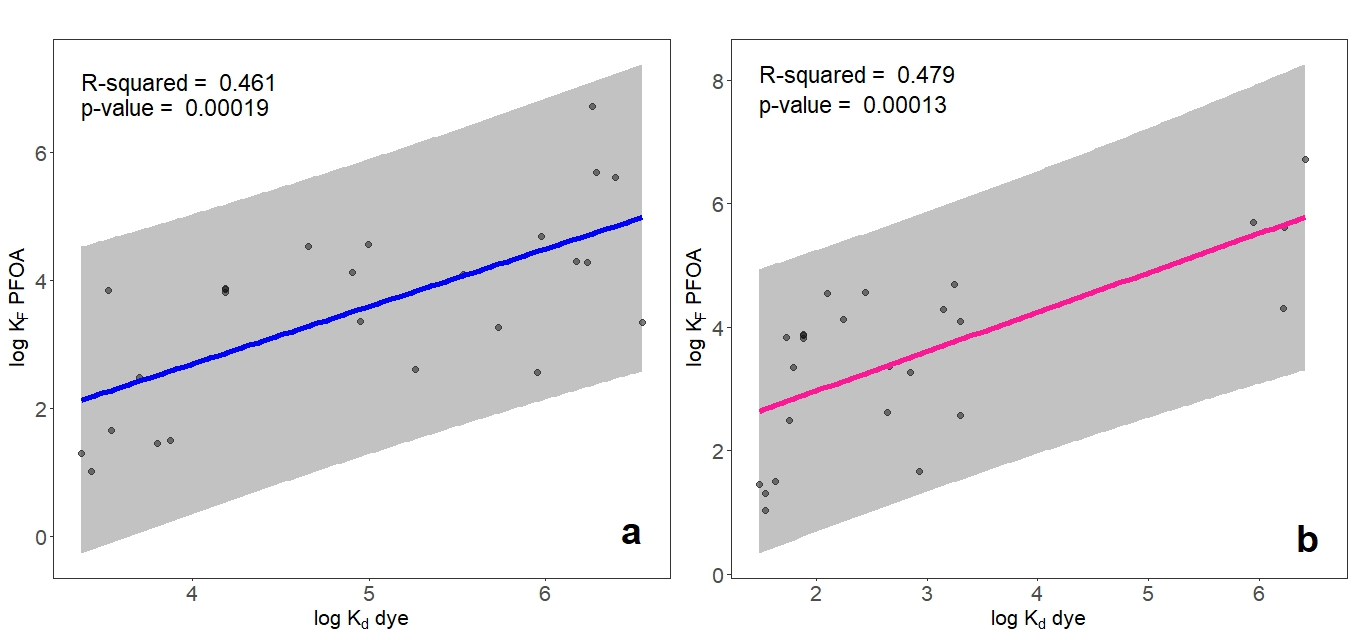 R-squared = 0.461
p-value = 0.00019
6
4
2
0
log KF PFOA
4 5 6
log Kd dye
a
R-squared = 0.479
p-value = 0.00013
8
6
4
2
0
log KF PFOA
2 3 4 5 6
log Kd dye
b